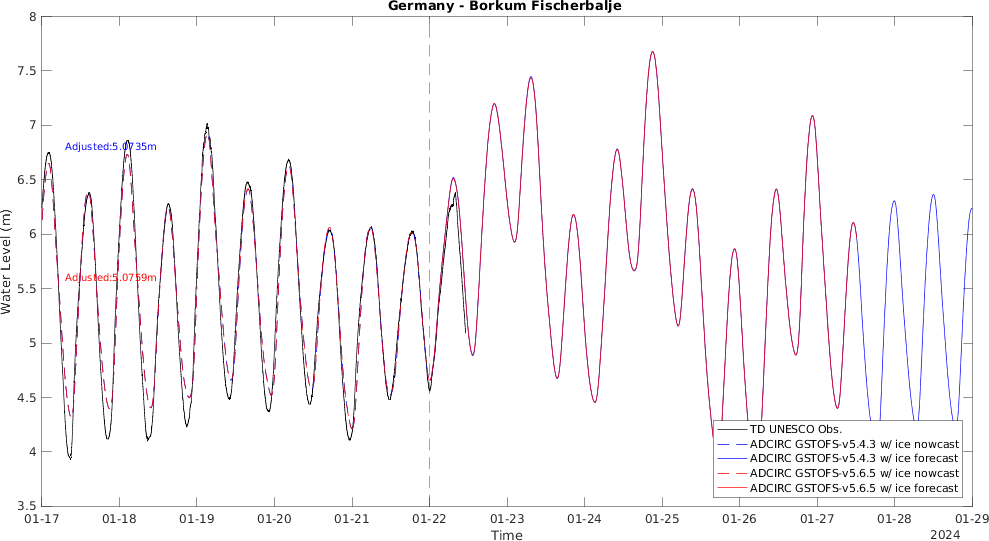 Germany - Borkum Fischerbalje
8
7.5
7
6.5
6
5.5
5
4.5
4
3.5
Water Level (m)
Adjusted:5.0735m
Adjusted:5.0759m
TD UNESCO Obs.
ADCIRC GSTOFS-v5.4.3 w/ ice nowcast
ADCIRC GSTOFS-v5.4.3 w/ ice forecast
ADCIRC GSTOFS-v5.6.5 w/ ice nowcast
ADCIRC GSTOFS-v5.6.5 w/ ice forecast
01-17 01-18 01-19 01-20 01-21 01-22 01-23 01-24 01-25 01-26 01-27 01-28 01-29
Time
2024